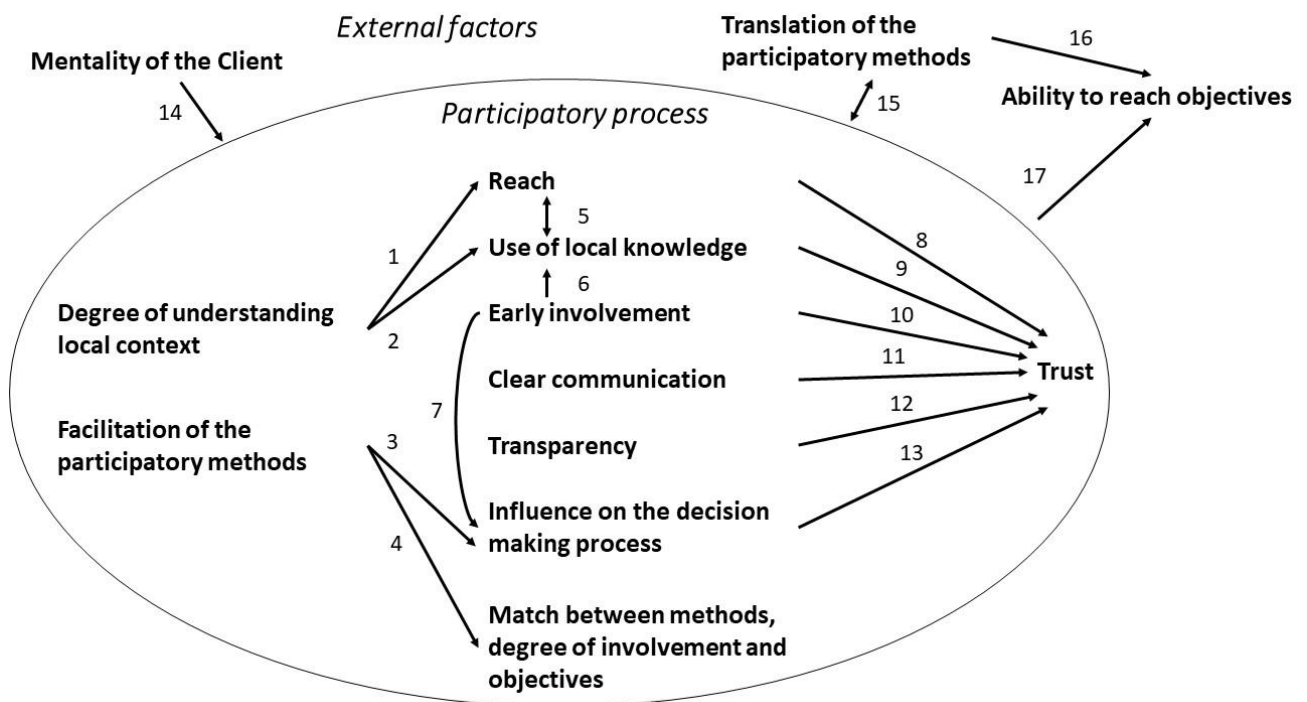 External factors
Translation of the
participatory methods
16
Mentality of the Client
14
15
Ability to reach objectives
Participatory process
17
Reach
5
8
1
Use of local knowledge
9
6
Degree of understanding
local context
2
Early involvement
10
Clear communication
11
Trust
7
12
Facilitation of the
participatory methods
3
Transparency
13
4
Influence on the decision
making process
Match between methods,
degree of involvement and
objectives